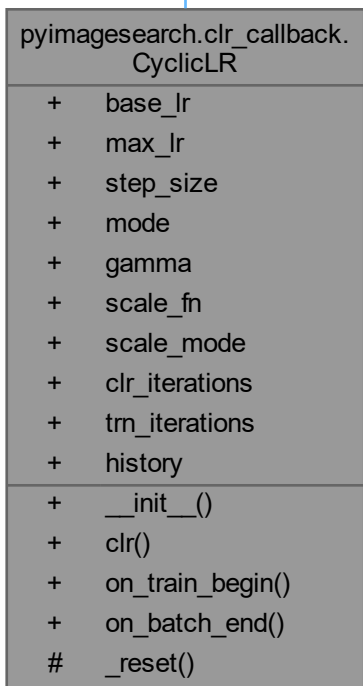 pyimagesearch.clr_callback.
CyclicLR
+ base_lr
+ max_lr
+ step_size
+ mode
+ gamma
+ scale_fn
+ scale_mode
+ clr_iterations
+ trn_iterations
+ history
+ __init__()
+ clr()
+ on_train_begin()
+ on_batch_end()
# _reset()